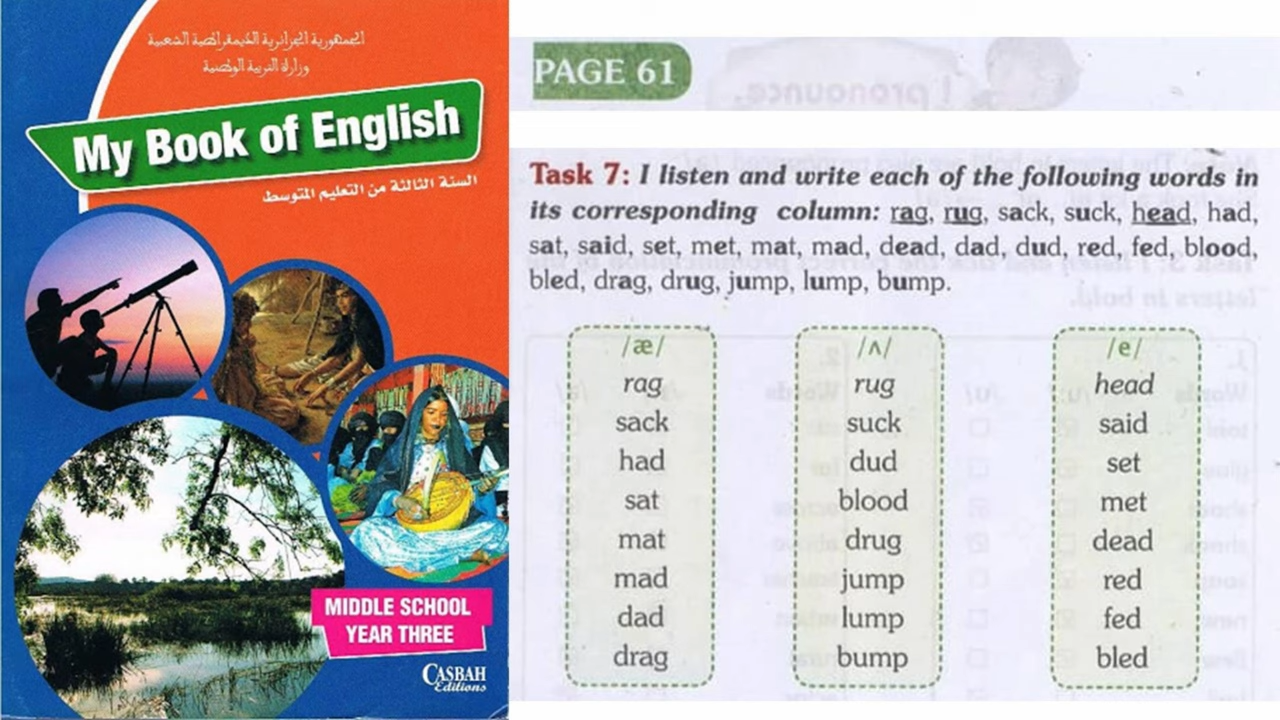 الجمهورية الجزائرية الديمقراطية الشعبية
وزارة التربية الوطنية
My Book of English
السنة الثالثة من التعليم المتوسط
MIDDLE SCHOOL
YEAR THREE
CASBAH
Editions
PAGE 61
I pronounce.
Task 7: I listen and write each of the following words in
its corresponding column: rag, rug, sack, suck, head, had,
sat, said, set, met, mat, mad, dead, dad, dud, red, fed, blood,
bled, drag, drug, jump, lump, bump.
/æ/
rag
sack
had
sat
mat
mad
dad
drag
/ʌ/
rug
suck
dud
blood
drug
jump
lump
bump
/e/
head
said
set
met
dead
red
fed
bled